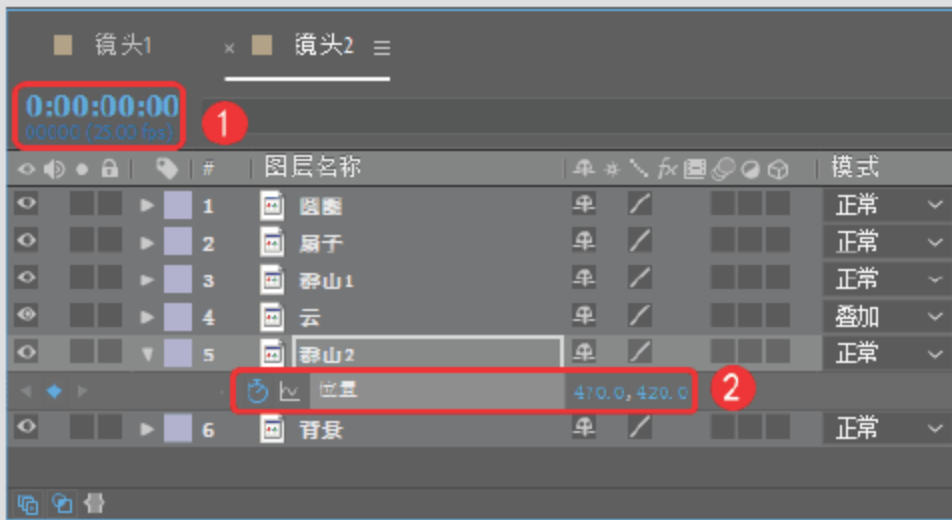 镜头1 × 镜头2
0:00:00:00
00000 (25.00 fps)
1
# 图层名称 fx 模式
1 圆圈 正常
2 扇子 正常
3 群山1 正常
4 云 叠加
5 群山2 正常
位置 470.0,420.0
2
6 背景 正常